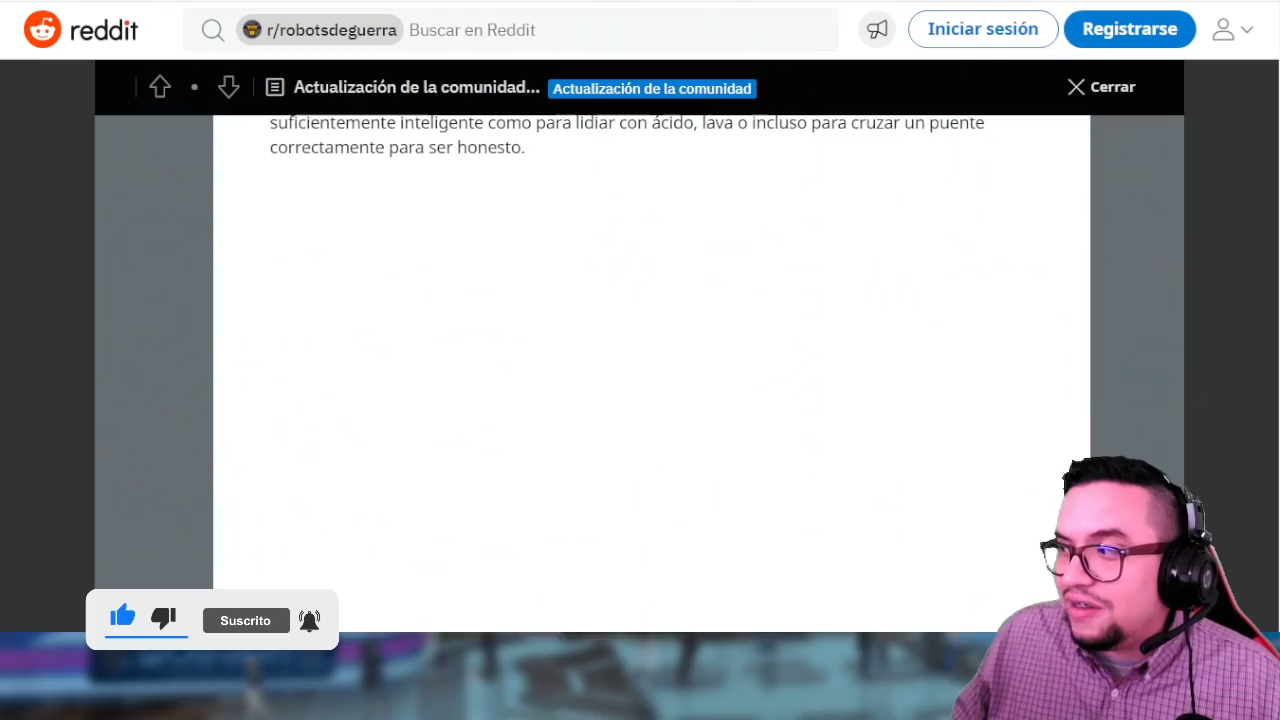 reddit
r/robotsdeguerra Buscar en Reddit
Iniciar sesión
Registrarse
Actualización de la comunidad... Actualización de la comunidad
Cerrar
suficientemente inteligente como para lidiar con ácido, lava o incluso para cruzar un puente
correctamente para ser honesto.
Suscrito